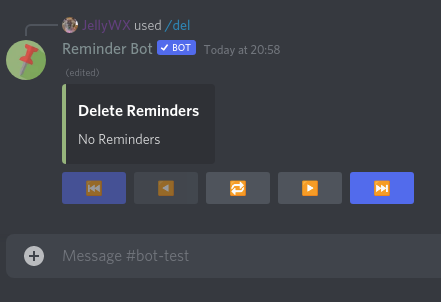 JellyWX used /del
Reminder Bot ✓ BOT Today at 20:58
(edited)
Delete Reminders
No Reminders
Message #bot-test